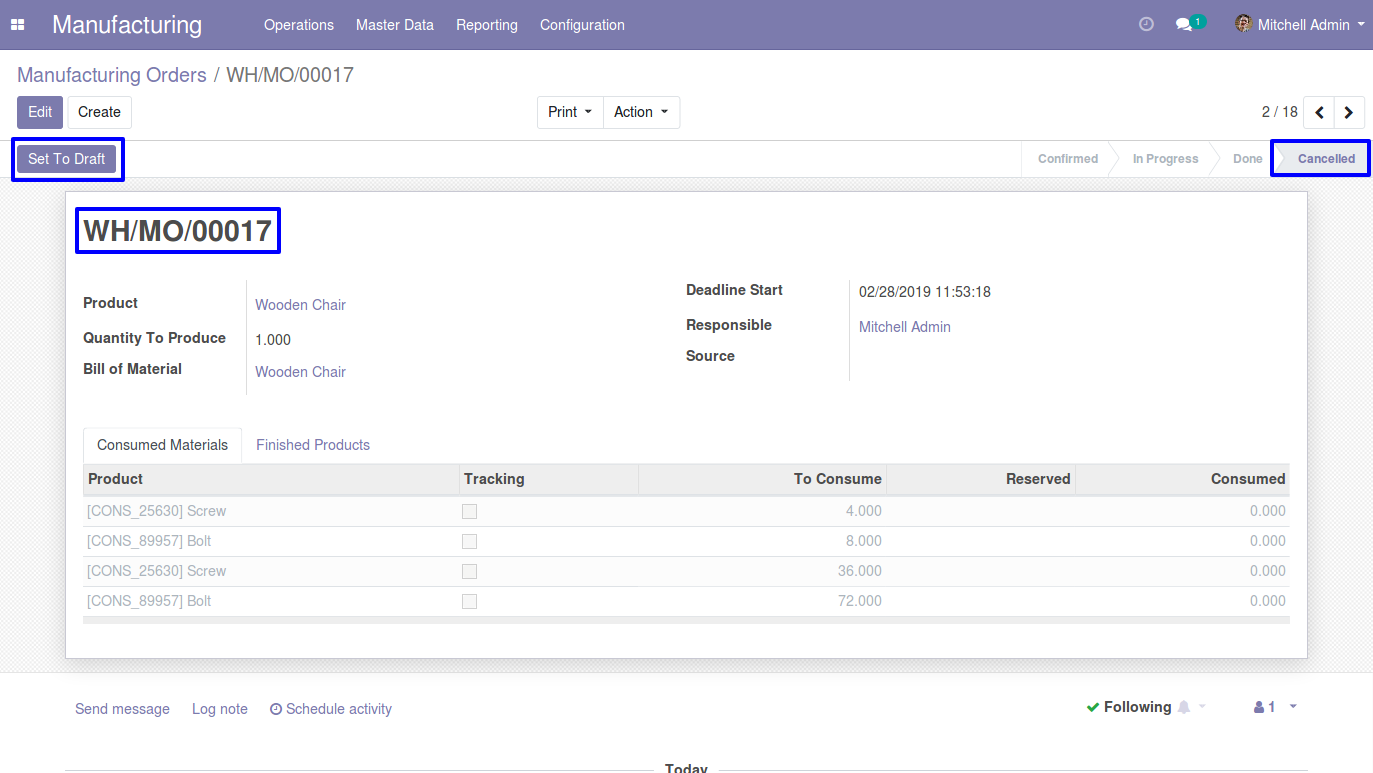 Manufacturing Operations Master Data Reporting Configuration 1 Mitchell Admin
Manufacturing Orders / WH/MO/00017
Edit Create Print Action 2 / 18
Set To Draft Confirmed In Progress Done Cancelled
WH/MO/00017
Product Wooden Chair
Quantity To Produce 1.000
Bill of Material Wooden Chair
Deadline Start 02/28/2019 11:53:18
Responsible Mitchell Admin
Source
Consumed Materials Finished Products
Product Tracking To Consume Reserved Consumed
[CONS_25630] Screw 4.000 0.000
[CONS_89957] Bolt 8.000 0.000
[CONS_25630] Screw 36.000 0.000
[CONS_89957] Bolt 72.000 0.000
Send message Log note Schedule activity Following 1
Today